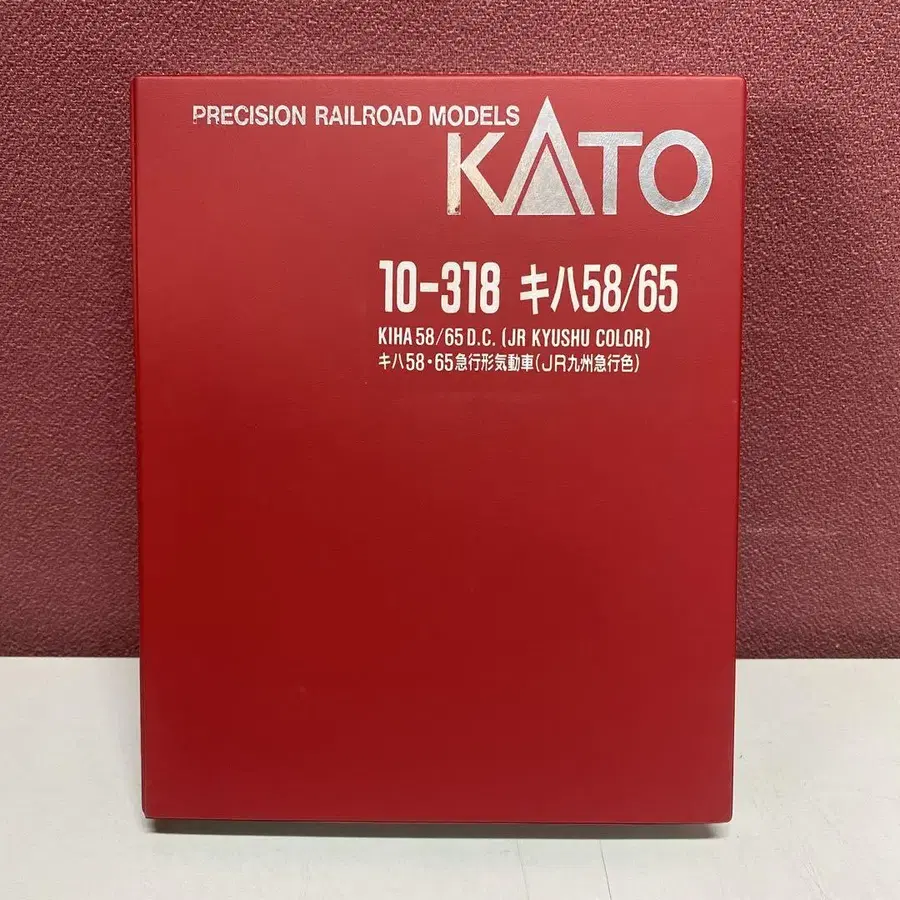 PRECISION RAILROAD MODELS
KATO
10-318 キハ58/65
KIHA 58/65 D.C. (JR KYUSHU COLOR)
キハ58・65急行形気動車(JR九州急行色)